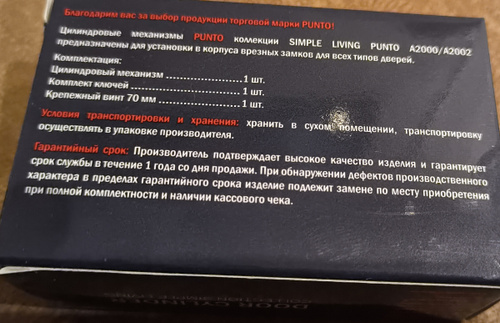 Благодарим вас за выбор продукции торговой марки PUNTO!
Цилиндровые механизмы PUNTO коллекции SIMPLE LIVING PUNTO A2000/A2002
предназначены для установки в корпуса врезных замков для всех типов дверей.
Комплектация:
Цилиндровый механизм ........................ 1 шт.
Комплект ключей ................................. 1 шт.
Крепежный винт 70 мм ......................... 1 шт.
Условия транспортировки и хранения: хранить в сухом помещении, транспортировку
осуществлять в упаковке производителя.
Гарантийный срок: Производитель подтверждает высокое качество изделия и гарантирует
срок службы в течение 1 года со дня продажи. При обнаружении дефектов производственного
характера в пределах гарантийного срока изделие подлежит замене по месту приобретения
при полной комплектности и наличии кассового чека.